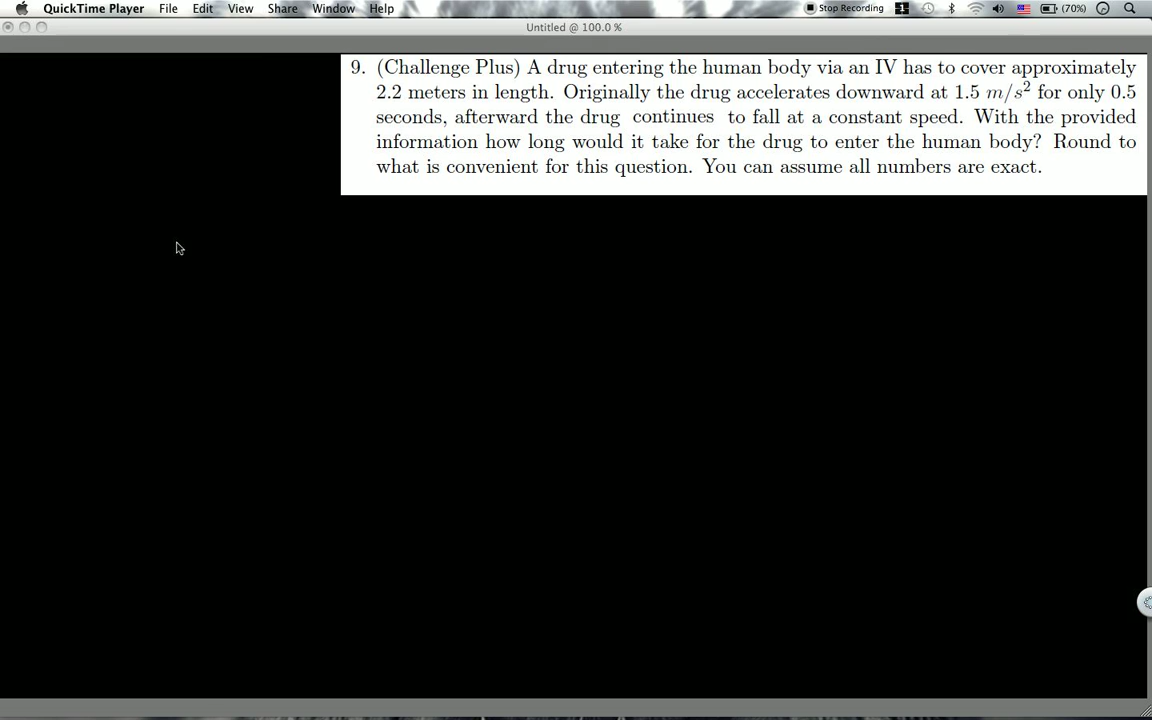 QuickTime Player File Edit View Share Window Help Stop Recording 1 (70%)
Untitled @ 100.0 %
9. (Challenge Plus) A drug entering the human body via an IV has to cover approximately
2.2 meters in length. Originally the drug accelerates downward at 1.5 m/s² for only 0.5
seconds, afterward the drug continues to fall at a constant speed. With the provided
information how long would it take for the drug to enter the human body? Round to
what is convenient for this question. You can assume all numbers are exact.